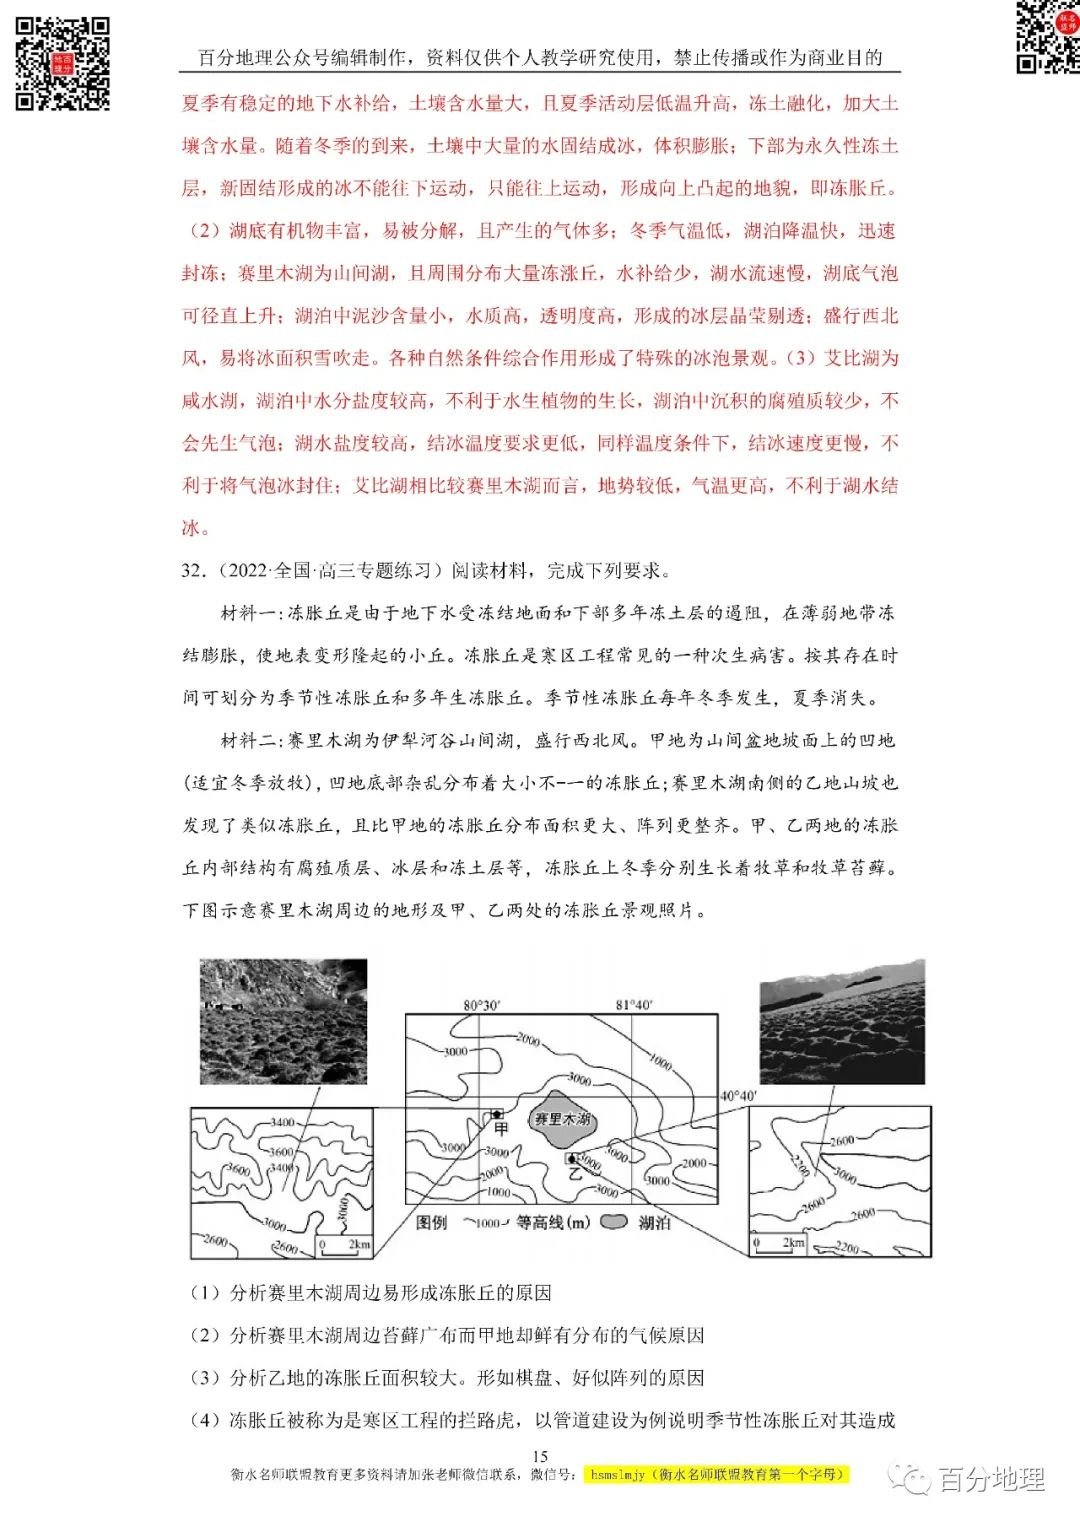 百分地理公众号编辑制作，资料仅供个人教学研究使用，禁止传播或作为商业目的
夏季有稳定的地下水补给，土壤含水量大，且夏季活动层低温升高，冻土融化，加大土
壤含水量。随着冬季的到来，土壤中大量的水固结成冰，体积膨胀；下部为永久性冻土
层，新固结形成的冰不能往下运动，只能往上运动，形成向上凸起的地貌，即冻胀丘。
（2）湖底有机物丰富，易被分解，且产生的气体多；冬季气温低，湖泊降温快，迅速
封冻；赛里木湖为山间湖，且周围分布大量冻涨丘，水补给少，湖水流速慢，湖底气泡
可径直上升；湖泊中泥沙含量小，水质高，透明度高，形成的冰层晶莹剔透；盛行西北
风，易将冰面积雪吹走。各种自然条件综合作用形成了特殊的冰泡景观。（3）艾比湖为
咸水湖，湖泊中水分盐度较高，不利于水生植物的生长，湖泊中沉积的腐殖质较少，不
会先生气泡；湖水盐度较高，结冰温度要求更低，同样温度条件下，结冰速度更慢，不
利于将气泡冰封住；艾比湖相比较赛里木湖而言，地势较低，气温更高，不利于湖水结
冰。
32．（2022·全国·高三专题练习）阅读材料，完成下列要求。
材料一：冻胀丘是由于地下水受冻结地面和下部多年冻土层的遏阻，在薄弱地带冻
结膨胀，使地表变形隆起的小丘。冻胀丘是寒区工程常见的一种次生病害。按其存在时
间可划分为季节性冻胀丘和多年生冻胀丘。季节性冻胀丘每年冬季发生，夏季消失。
材料二：赛里木湖为伊犁河谷山间湖，盛行西北风。甲地为山间盆地坡面上的凹地
(适宜冬季放牧)，凹地底部杂乱分布着大小不-一的冻胀丘；赛里木湖南侧的乙地山坡也
发现了类似冻胀丘，且比甲地的冻胀丘分布面积更大、阵列更整齐。甲、乙两地的冻胀
丘内部结构有腐殖质层、冰层和冻土层等，冻胀丘上冬季分别生长着牧草和牧草苔藓。
下图示意赛里木湖周边的地形及甲、乙两处的冻胀丘景观照片。
80°30′ 81°40′
2000 3000 1000
3000
40°40′
甲 赛里木湖
3000 3000 3000 3000 2000
2000 乙 3000
1000 3000
3400
3600
3600 3400
3000 3000
2600 2600 0 2km
2600
2200 3000
2600 2600
0 2km 2200
图例 1000 等高线(m) 湖泊
（1）分析赛里木湖周边易形成冻胀丘的原因
（2）分析赛里木湖周边苔藓广布而甲地却鲜有分布的气候原因
（3）分析乙地的冻胀丘面积较大。形如棋盘、好似阵列的原因
（4）冻胀丘被称为是寒区工程的拦路虎，以管道建设为例说明季节性冻胀丘对其造成
15
衡水名师联盟教育更多资料请加张老师微信联系，微信号： hsmslmjy（衡水名师联盟教育第一个字母）
百分地理